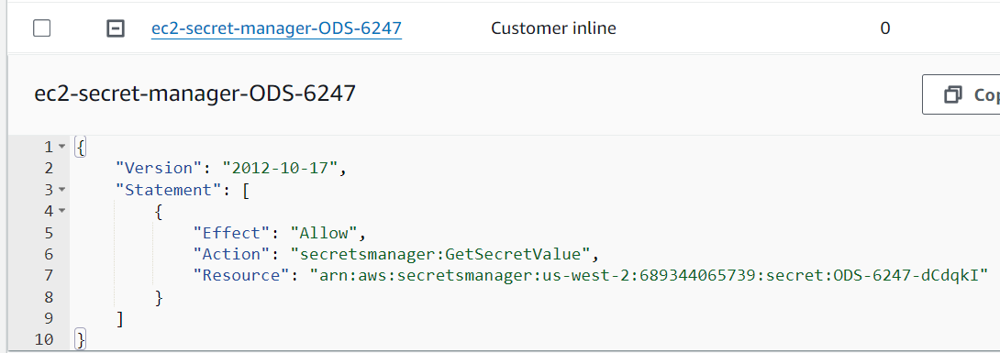 ec2-secret-manager-ODS-6247 Customer inline 0
ec2-secret-manager-ODS-6247
Cop
1 {
2 "Version": "2012-10-17",
3 "Statement": [
4 {
5 "Effect": "Allow",
6 "Action": "secretsmanager:GetSecretValue",
7 "Resource": "arn:aws:secretsmanager:us-west-2:689344065739:secret:ODS-6247-dCdqkI"
8 }
9 ]
10 }